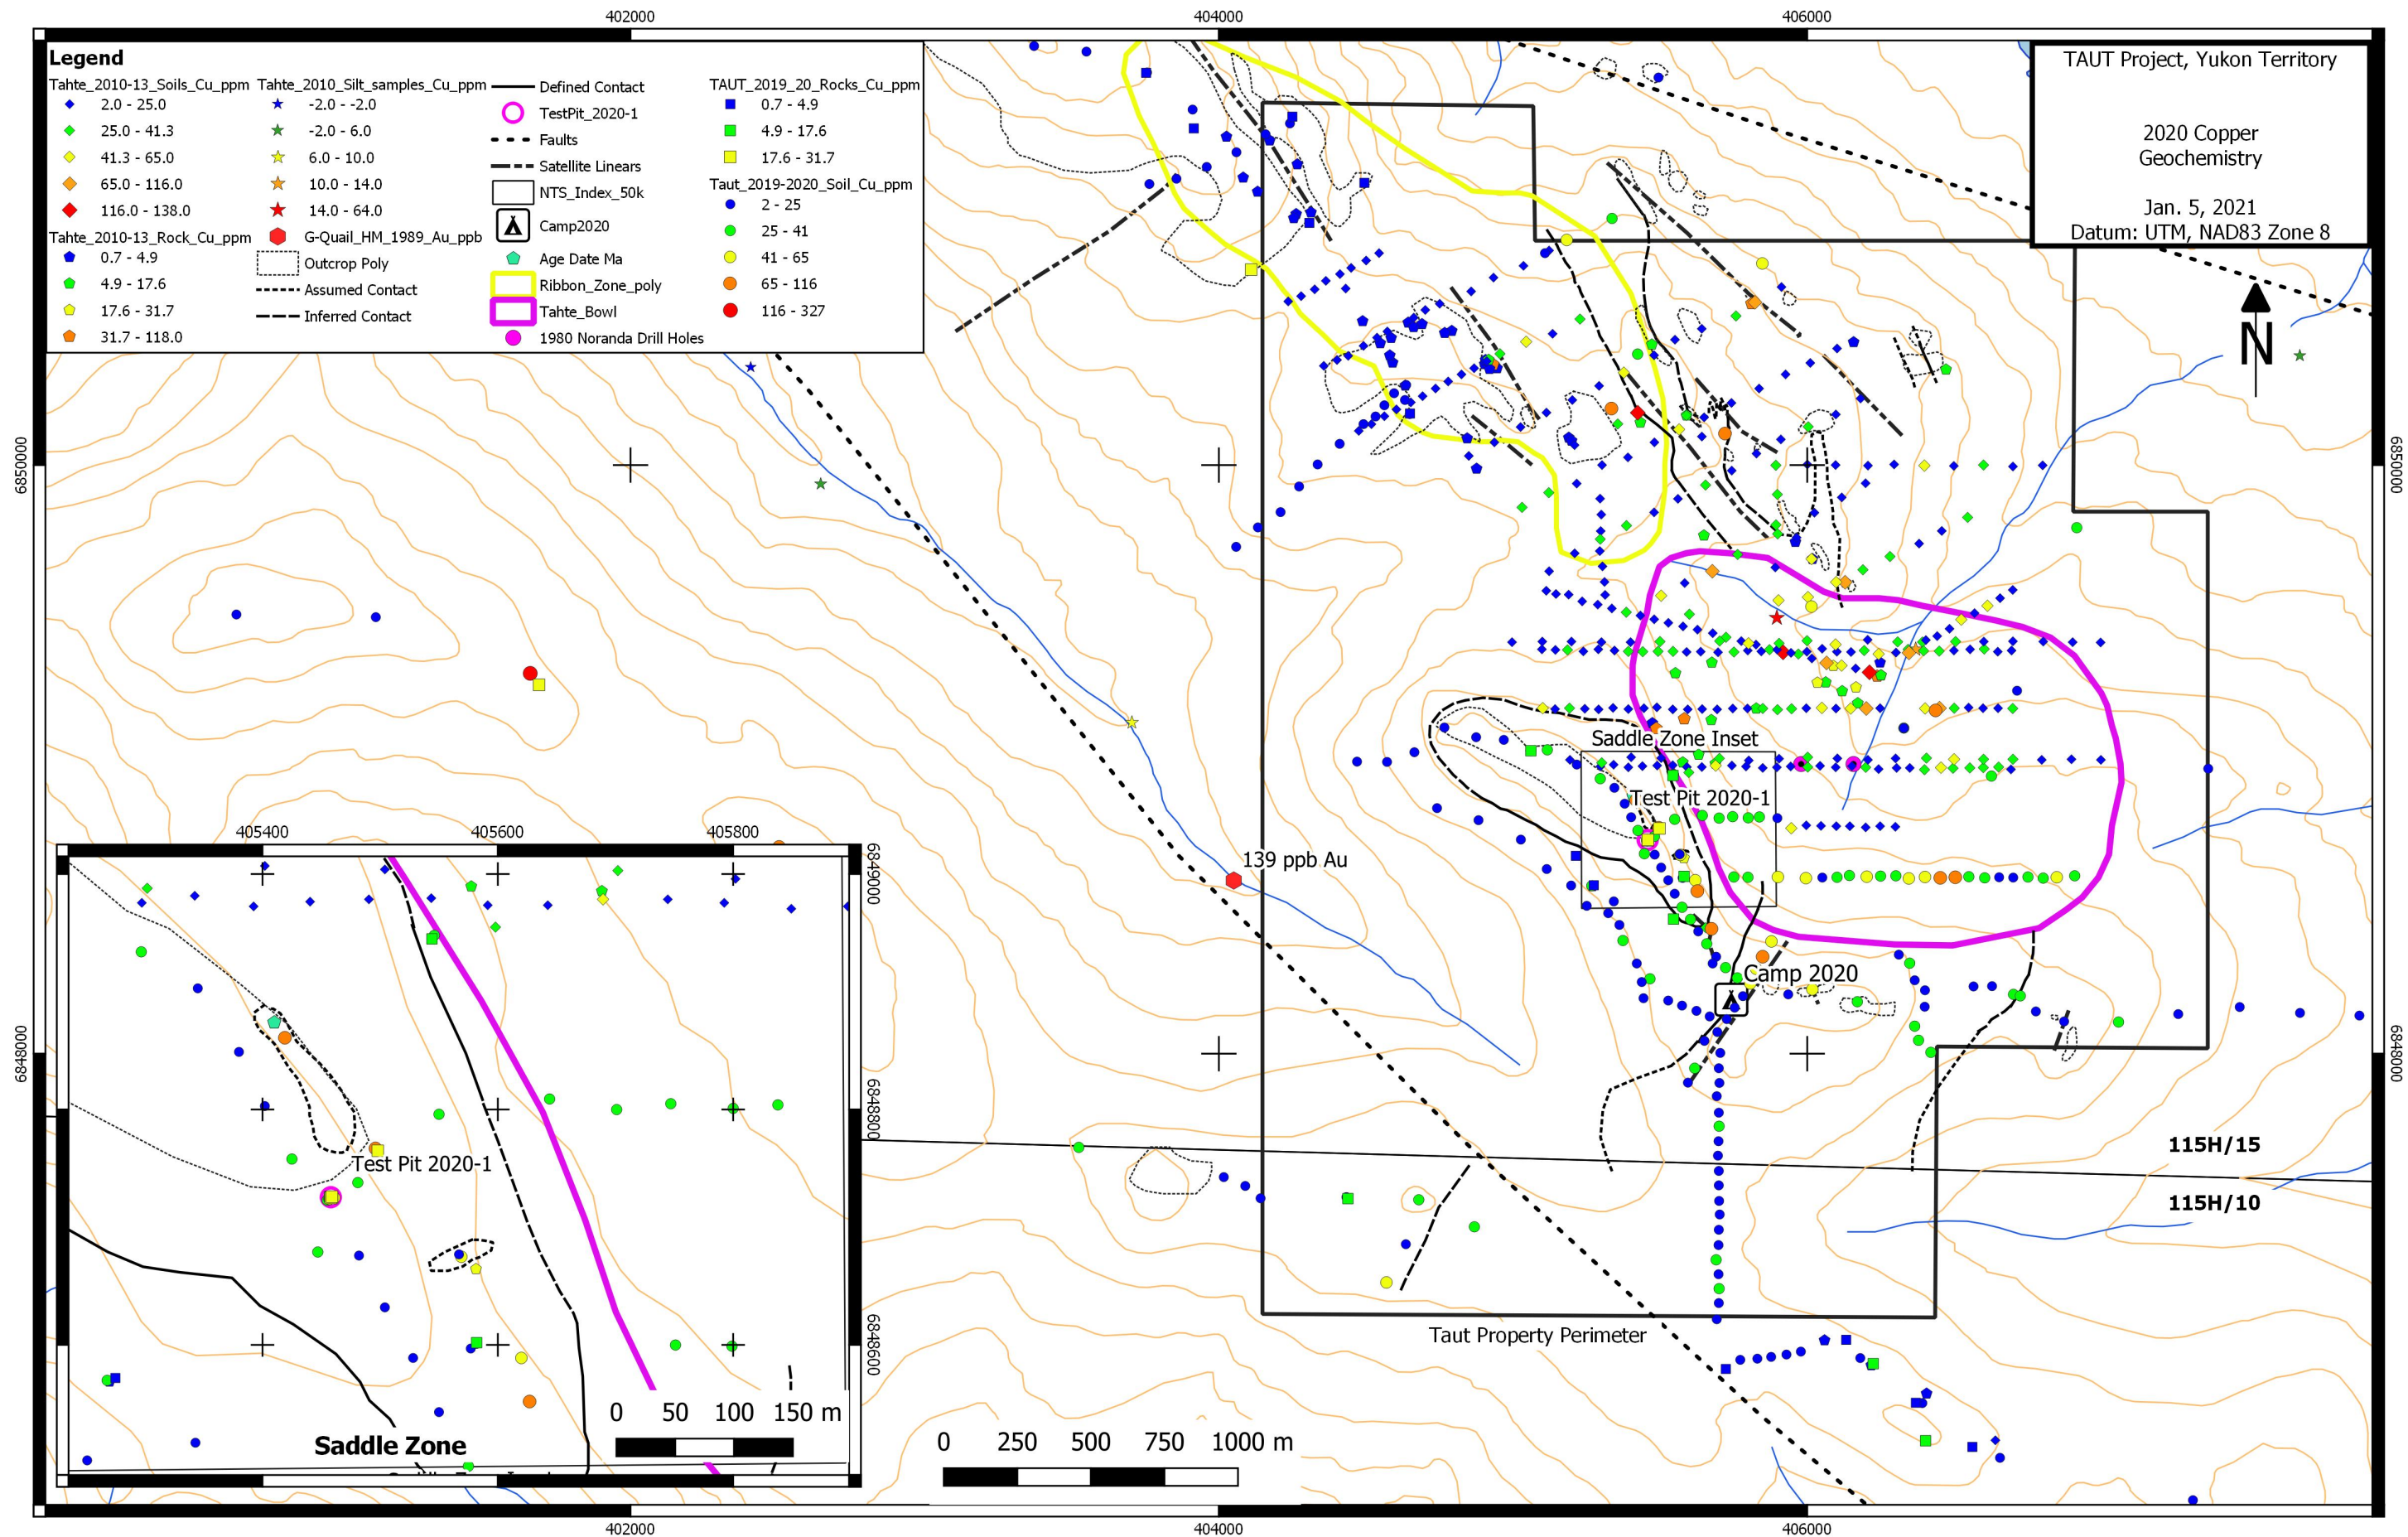 402000
404000
406000
Legend
Tahte_2010-13_Soils_Cu_ppm
2.0 - 25.0
25.0 - 41.3
41.3 - 65.0
65.0 - 116.0
116.0 - 138.0
Tahte_2010-13_Rock_Cu_ppm
0.7 - 4.9
4.9 - 17.6
17.6 - 31.7
31.7 - 118.0
Tahte_2010_Silt_samples_Cu_ppm
-2.0 - -2.0
-2.0 - 6.0
6.0 - 10.0
10.0 - 14.0
14.0 - 64.0
G-Quail_HM_1989_Au_ppb
Outcrop Poly
Assumed Contact
Inferred Contact
Defined Contact
TestPit_2020-1
Faults
Satellite Linears
NTS_Index_50k
Camp2020
Age Date Ma
Ribbon_Zone_poly
Tahte_Bowl
1980 Noranda Drill Holes
TAUT_2019_20_Rocks_Cu_ppm
0.7 - 4.9
4.9 - 17.6
17.6 - 31.7
Taut_2019-2020_Soil_Cu_ppm
2 - 25
25 - 41
41 - 65
65 - 116
116 - 327
TAUT Project, Yukon Territory
2020 Copper
Geochemistry
Jan. 5, 2021
Datum: UTM, NAD83 Zone 8
N
6850000
6850000
Saddle Zone Inset
Test Pit 2020-1
139 ppb Au
Camp 2020
6848000
6848000
115H/15
115H/10
Taut Property Perimeter
405400
405600
405800
6849000
6848800
6848600
Test Pit 2020-1
0 50 100 150 m
Saddle Zone
0 250 500 750 1000 m
402000
404000
406000